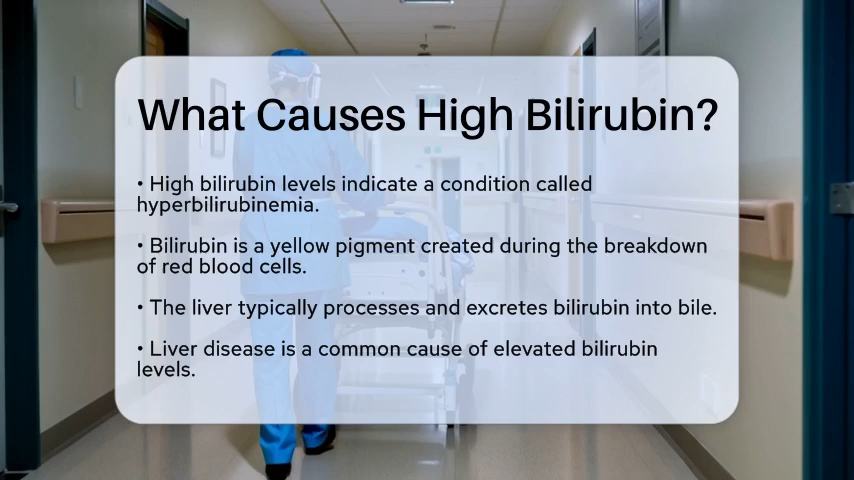 What Causes High Bilirubin?
• High bilirubin levels indicate a condition called
hyperbilirubinemia.
• Bilirubin is a yellow pigment created during the breakdown
of red blood cells.
• The liver typically processes and excretes bilirubin into bile.
• Liver disease is a common cause of elevated bilirubin
levels.